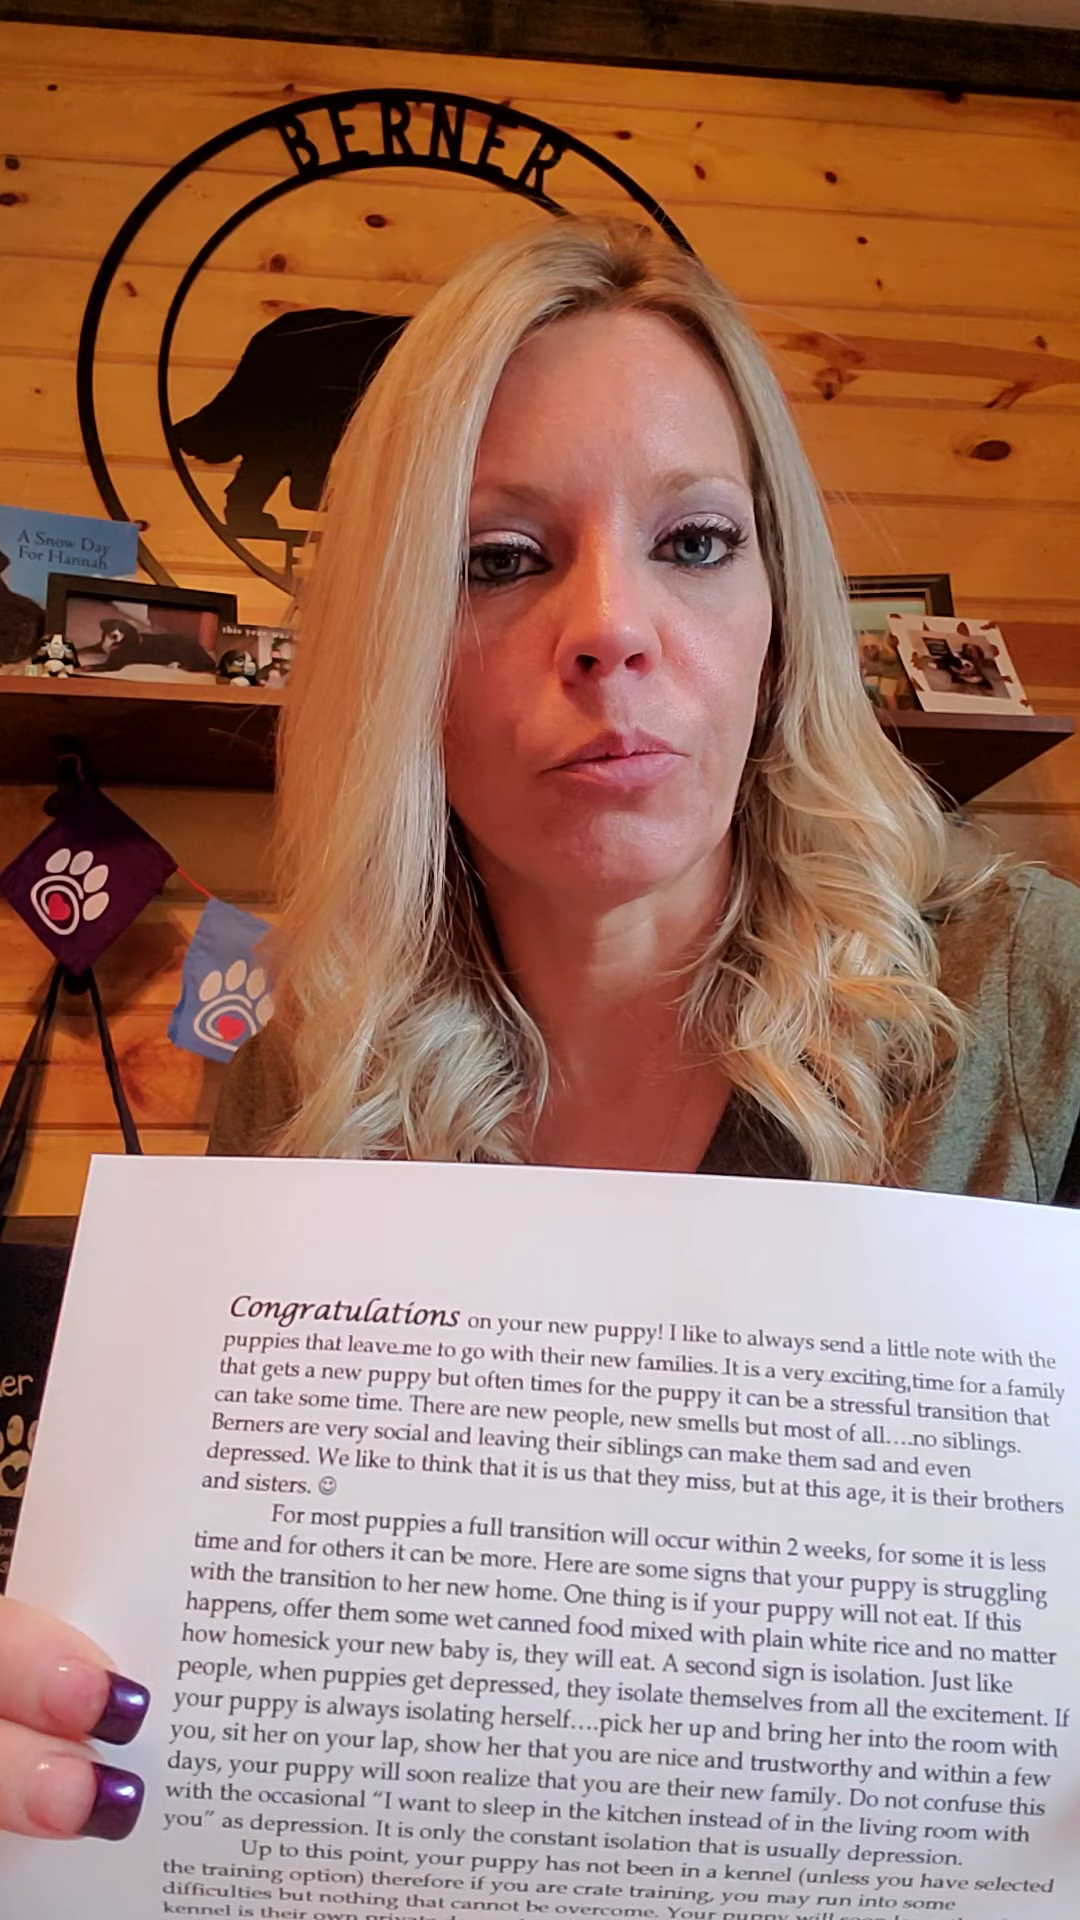 BERNER
A Snow Day
For Hannah
this year
er
Congratulations on your new puppy! I like to always send a little note with the
puppies that leave me to go with their new families. It is a very exciting time for a family
that gets a new puppy but often times for the puppy it can be a stressful transition that
can take some time. There are new people, new smells but most of all....no siblings.
Berners are very social and leaving their siblings can make them sad and even
depressed. We like to think that it is us that they miss, but at this age, it is their brothers
and sisters. ☺
For most puppies a full transition will occur within 2 weeks, for some it is less
time and for others it can be more. Here are some signs that your puppy is struggling
with the transition to her new home. One thing is if your puppy will not eat. If this
happens, offer them some wet canned food mixed with plain white rice and no matter
how homesick your new baby is, they will eat. A second sign is isolation. Just like
people, when puppies get depressed, they isolate themselves from all the excitement. If
your puppy is always isolating herself....pick her up and bring her into the room with
you, sit her on your lap, show her that you are nice and trustworthy and within a few
days, your puppy will soon realize that you are their new family. Do not confuse this
with the occasional "I want to sleep in the kitchen instead of in the living room with
you" as depression. It is only the constant isolation that is usually depression.
Up to this point, your puppy has not been in a kennel (unless you have selected
the training option) therefore if you are crate training, you may run into some
difficulties but nothing that cannot be overcome. Your puppy will soon
kennel is their own